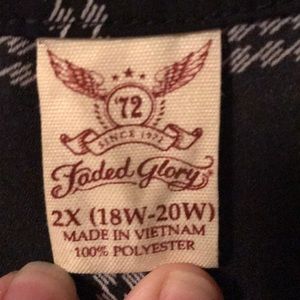 '72
SINCE 1972
Faded Glory
2X (18W-20W)
MADE IN VIETNAM
100% POLYESTER